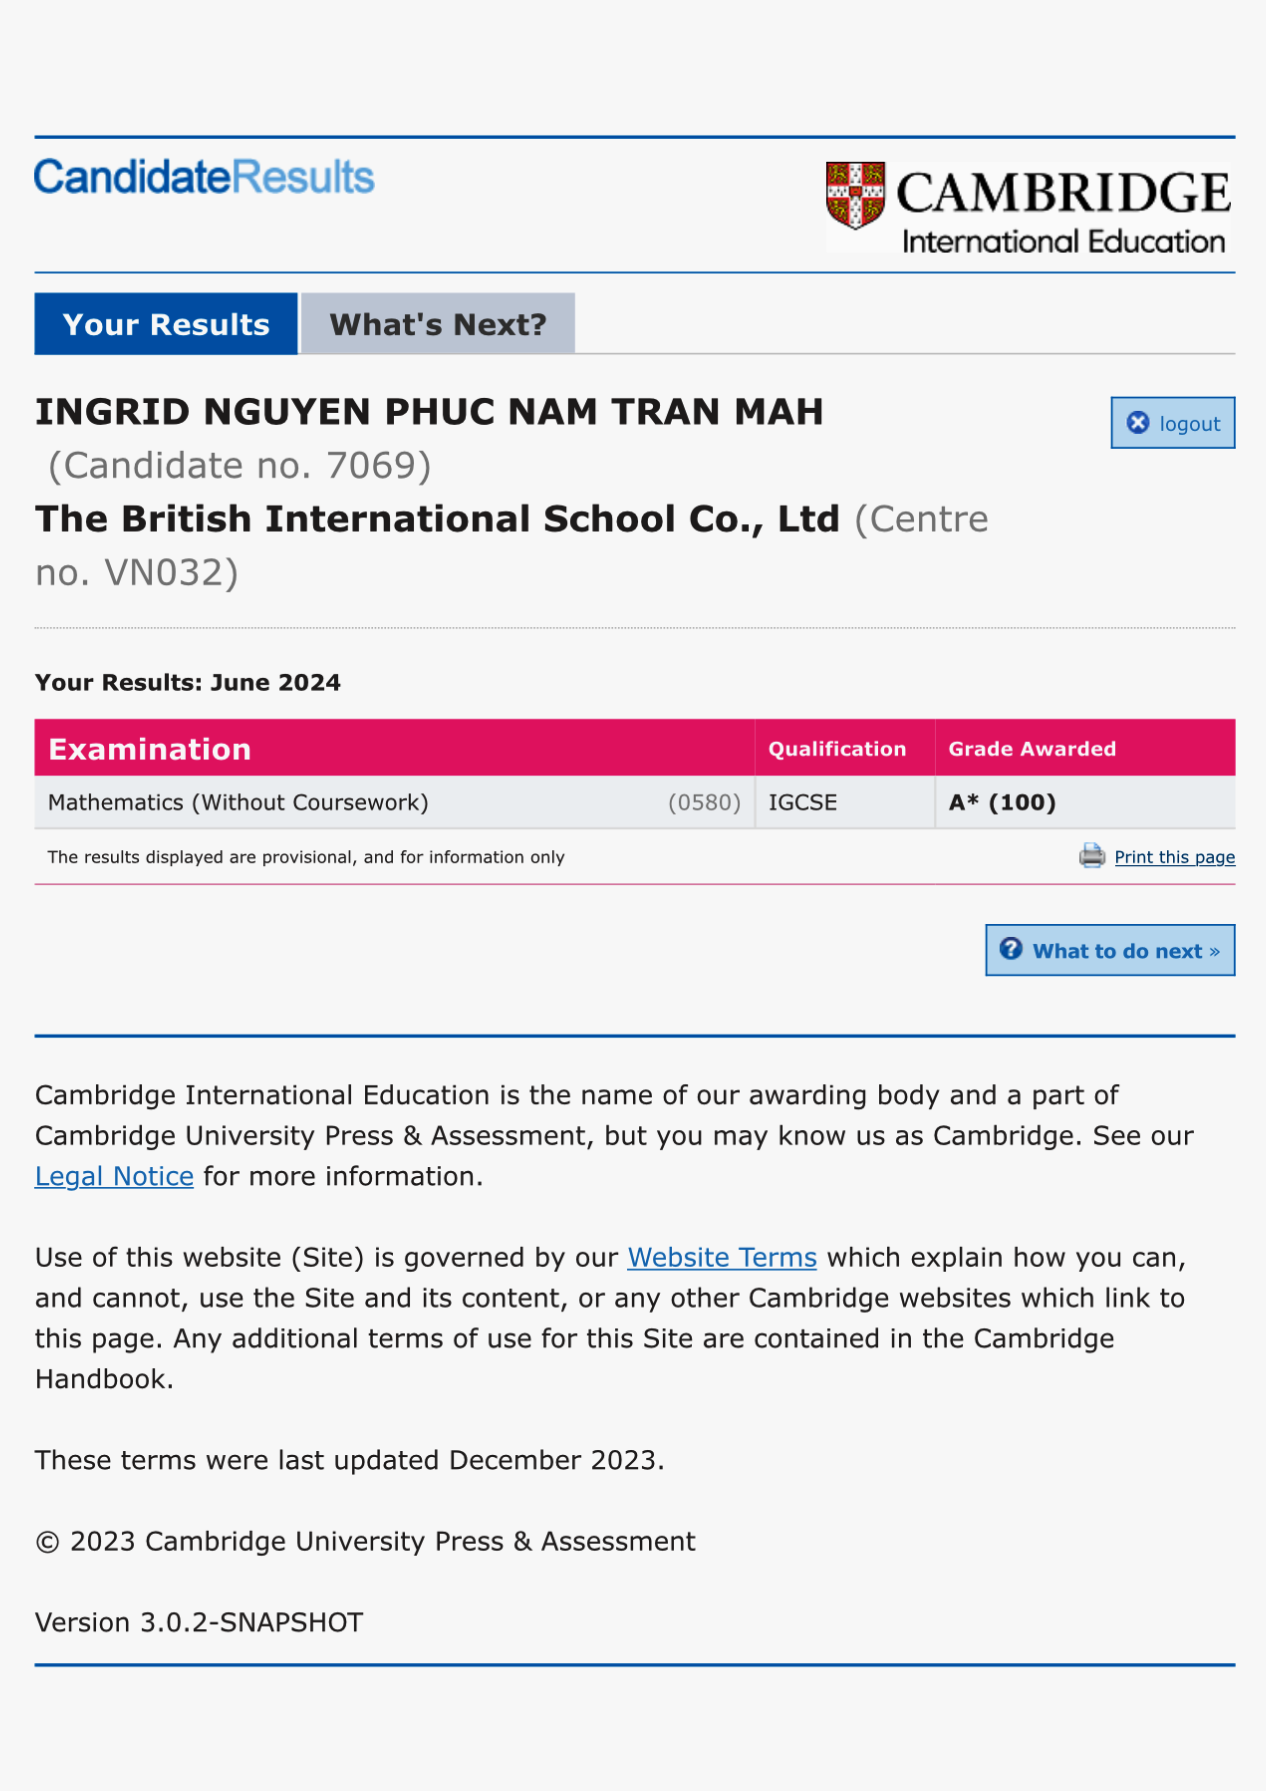 CandidateResults
CAMBRIDGE
International Education
Your Results
What's Next?
INGRID NGUYEN PHUC NAM TRAN MAH
logout
(Candidate no. 7069)
The British International School Co., Ltd (Centre
no. VN032)
Your Results: June 2024
Examination Qualification Grade Awarded
Mathematics (Without Coursework) (0580) IGCSE A* (100)
The results displayed are provisional, and for information only
Print this page
What to do next »
Cambridge International Education is the name of our awarding body and a part of
Cambridge University Press & Assessment, but you may know us as Cambridge. See our
Legal Notice for more information.
Use of this website (Site) is governed by our Website Terms which explain how you can,
and cannot, use the Site and its content, or any other Cambridge websites which link to
this page. Any additional terms of use for this Site are contained in the Cambridge
Handbook.
These terms were last updated December 2023.
© 2023 Cambridge University Press & Assessment
Version 3.0.2-SNAPSHOT